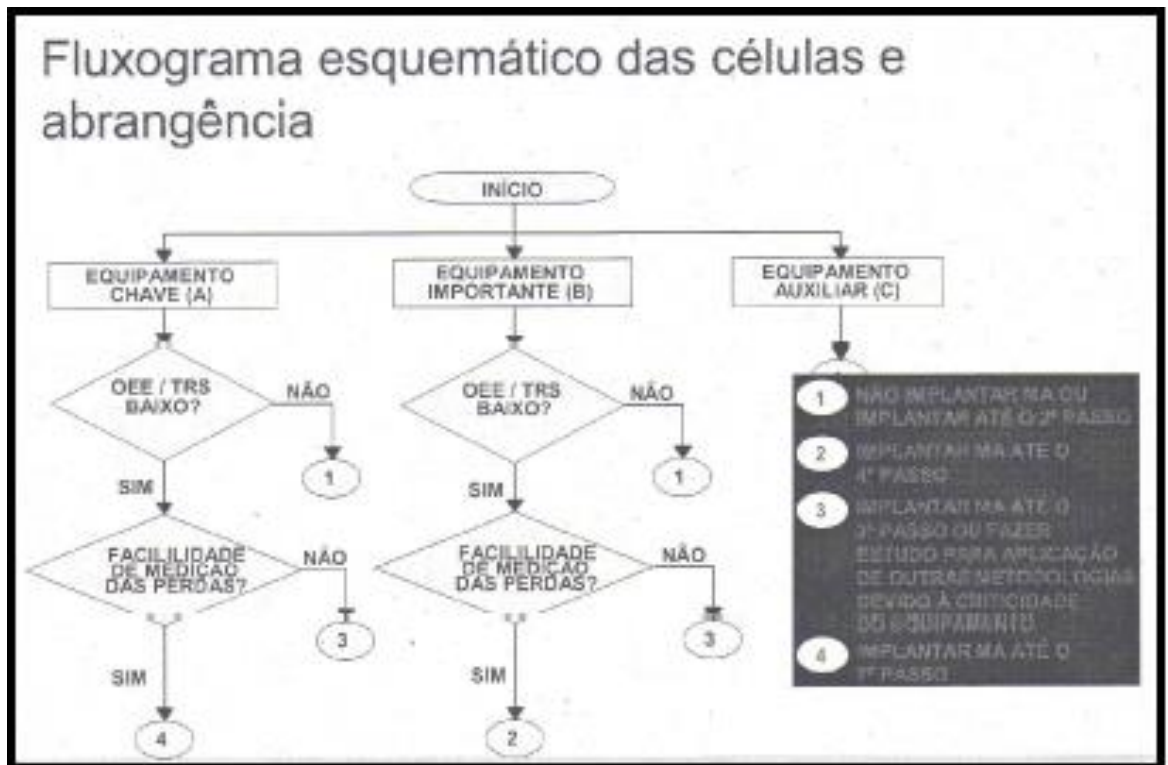 Fluxograma esquemático das células e
abrangência
INÍCIO
EQUIPAMENTO
CHAVE (A)
EQUIPAMENTO
IMPORTANTE (B)
EQUIPAMENTO
AUXILIAR (C)
OEE / TRS
BAIXO?
NÃO
OEE / TRS
BAIXO?
NÃO
1
1
SIM
SIM
FACILILIDADE
DE MEDIÇÃO
DAS PERDAS?
NÃO
FACILILIDADE
DE MEDIÇÃO
DAS PERDAS?
NÃO
3
3
SIM
SIM
4
2
1 NÃO IMPLANTAR MA OU
IMPLANTAR ATÉ O 2º PASSO
2 IMPLANTAR MA ATÉ O
4º PASSO
3 IMPLANTAR MA ATÉ O
PASSO OU FAZER
ESTUDO PARA APLICAÇÃO
DE OUTRAS METODOLOGIAS
DEVIDO À CRITICIDADE
DO EQUIPAMENTO
4 IMPLANTAR MA ATÉ O
PASSO